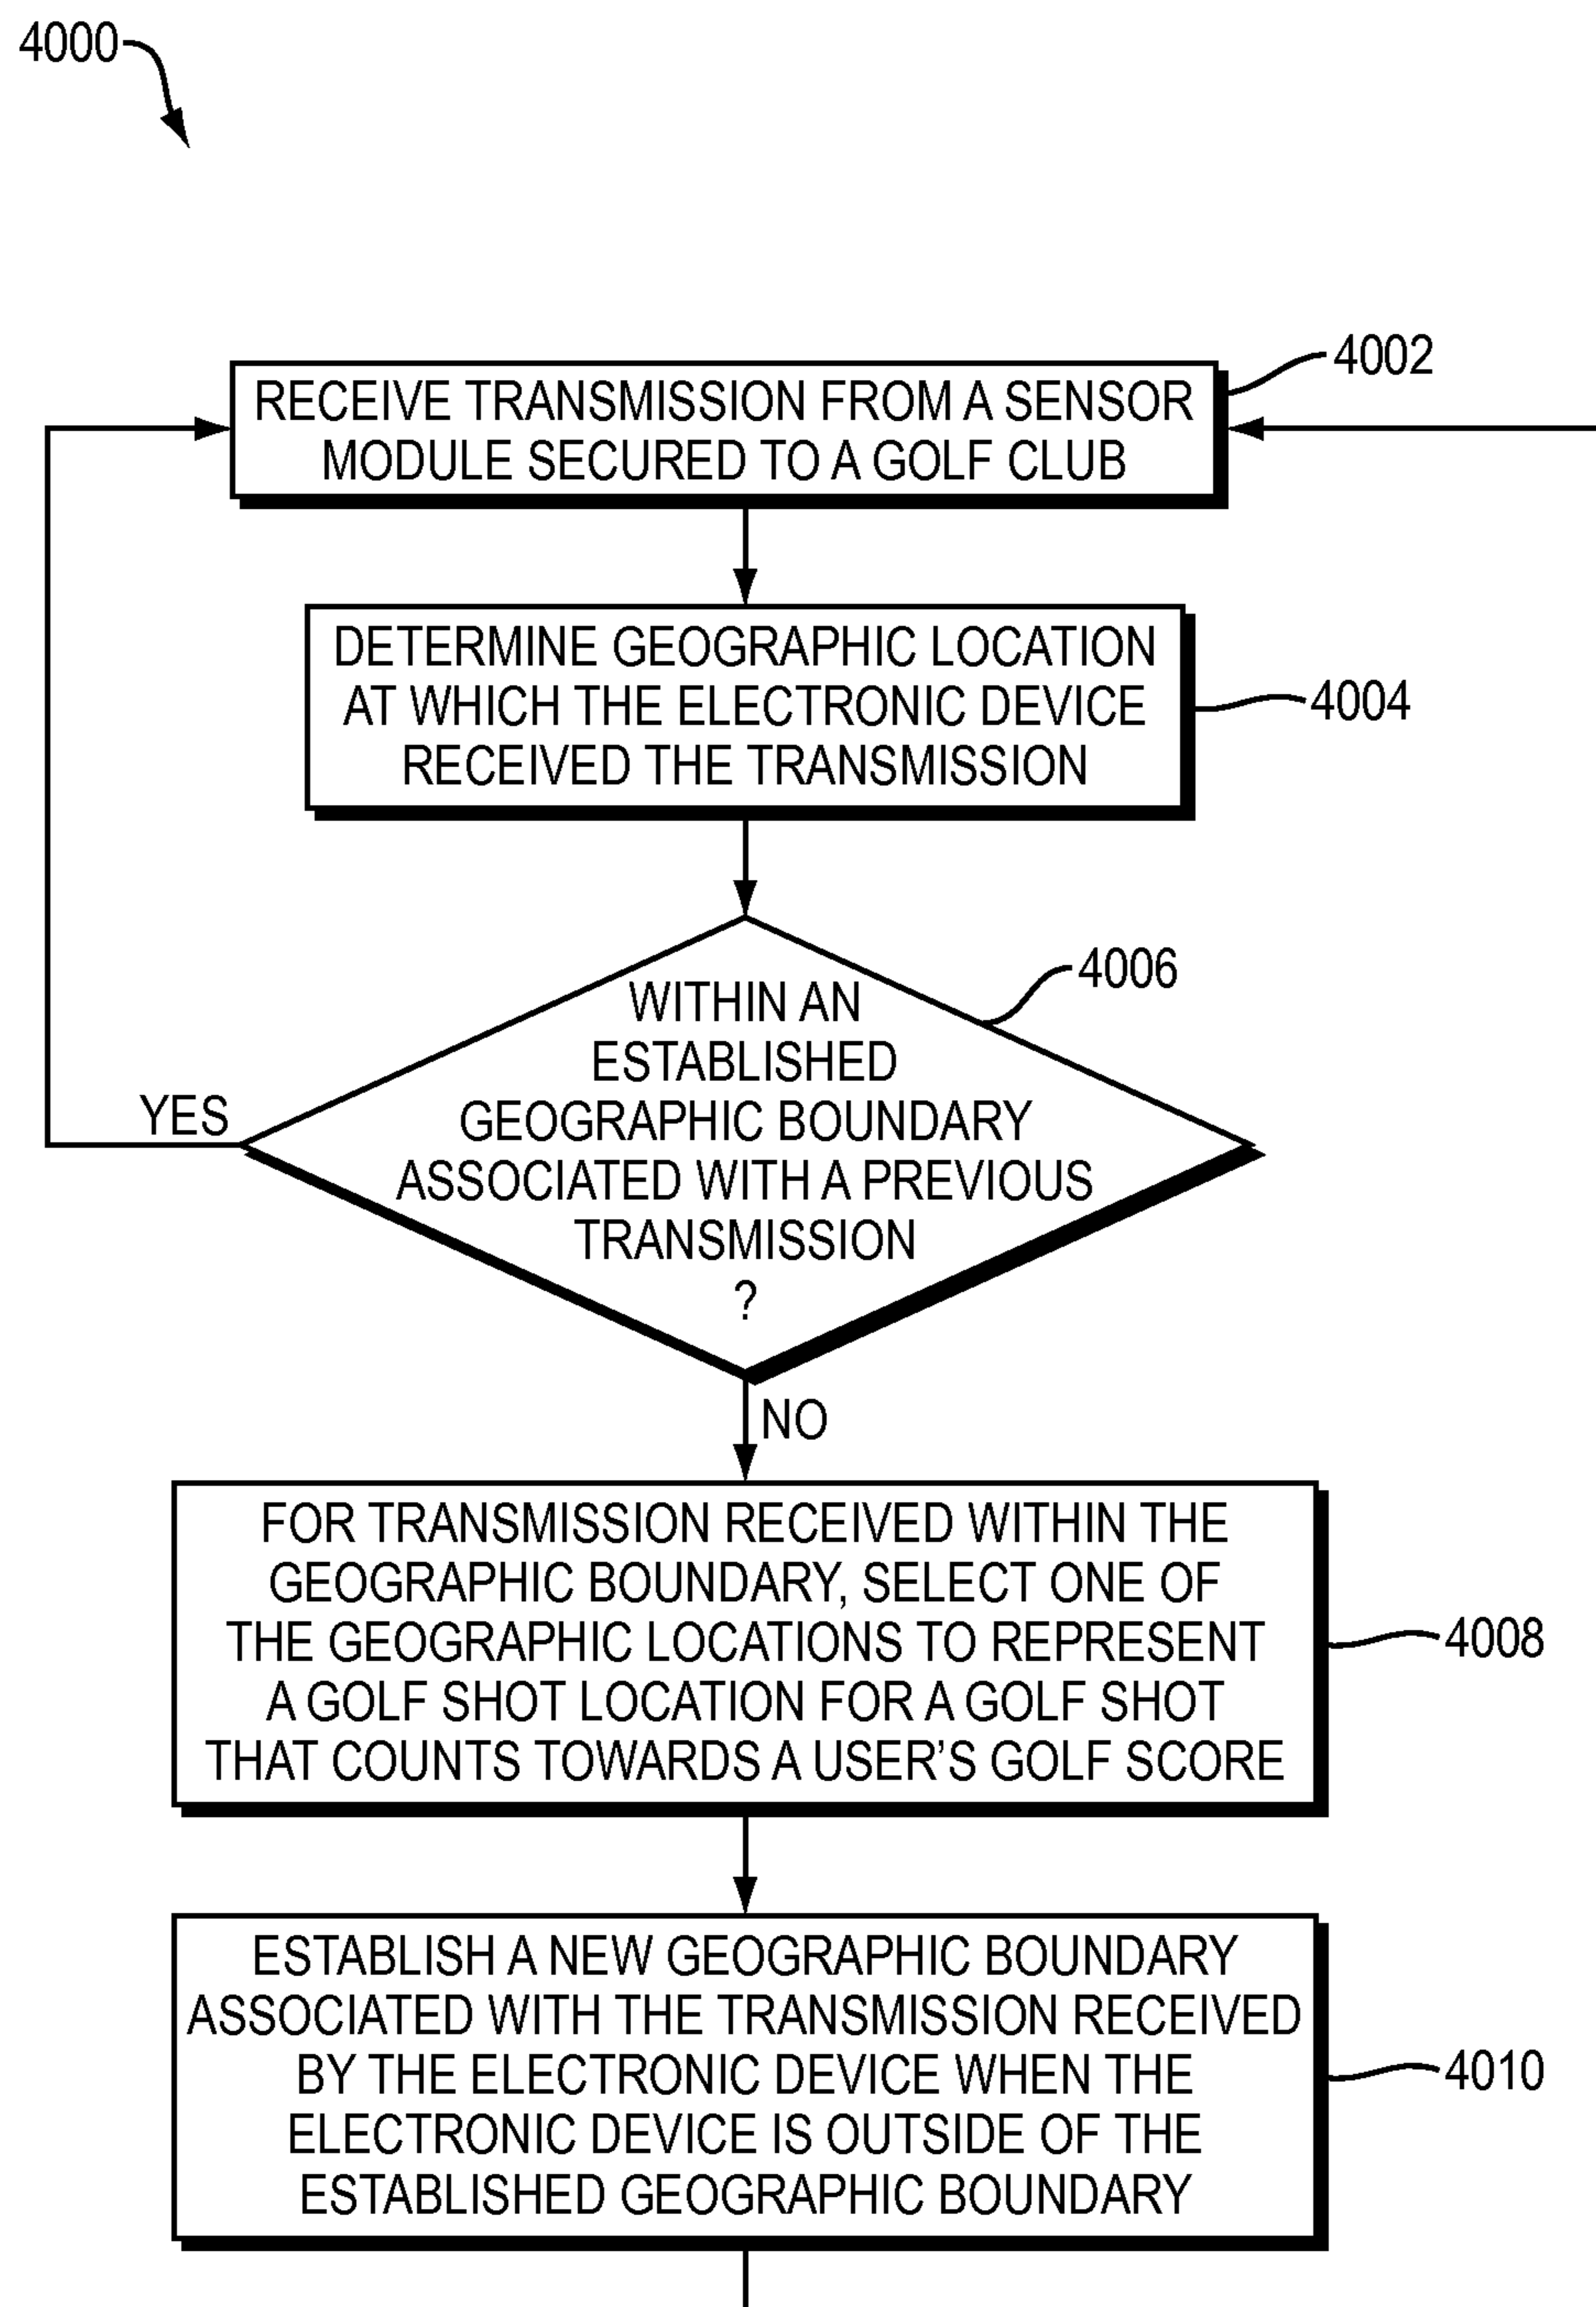 4000
4002
RECEIVE TRANSMISSION FROM A SENSOR
MODULE SECURED TO A GOLF CLUB
DETERMINE GEOGRAPHIC LOCATION
AT WHICH THE ELECTRONIC DEVICE
RECEIVED THE TRANSMISSION
4004
4006
WITHIN AN
ESTABLISHED
GEOGRAPHIC BOUNDARY
ASSOCIATED WITH A PREVIOUS
TRANSMISSION
?
YES
NO
FOR TRANSMISSION RECEIVED WITHIN THE
GEOGRAPHIC BOUNDARY, SELECT ONE OF
THE GEOGRAPHIC LOCATIONS TO REPRESENT
A GOLF SHOT LOCATION FOR A GOLF SHOT
THAT COUNTS TOWARDS A USER'S GOLF SCORE
4008
ESTABLISH A NEW GEOGRAPHIC BOUNDARY
ASSOCIATED WITH THE TRANSMISSION RECEIVED
BY THE ELECTRONIC DEVICE WHEN THE
ELECTRONIC DEVICE IS OUTSIDE OF THE
ESTABLISHED GEOGRAPHIC BOUNDARY
4010